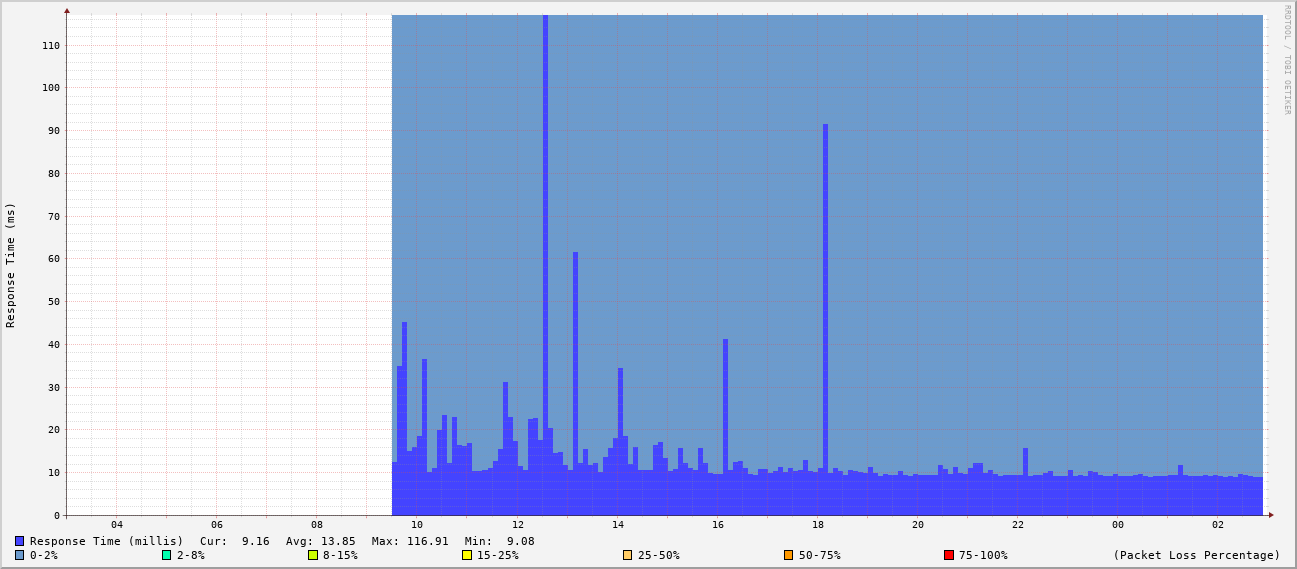 RRDTOOL / TOBI OETIKER
Response Time (ms)
110
100
90
80
70
60
50
40
30
20
10
0
04 06 08 10 12 14 16 18 20 22 00 02
Response Time (millis) Cur: 9.16 Avg: 13.85 Max: 116.91 Min: 9.08
0-2% 2-8% 8-15% 15-25% 25-50% 50-75% 75-100% (Packet Loss Percentage)